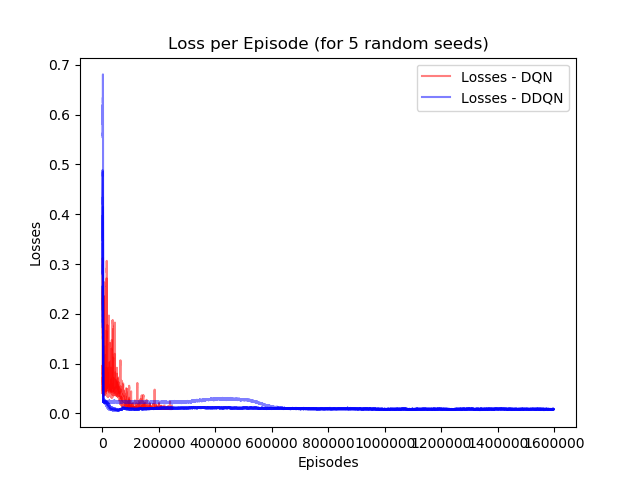 Loss per Episode (for 5 random seeds)
Losses - DQN
Losses - DDQN
Losses
0.7
0.6
0.5
0.4
0.3
0.2
0.1
0.0
0 200000 400000 600000 800000 1000000 1200000 1400000 1600000
Episodes